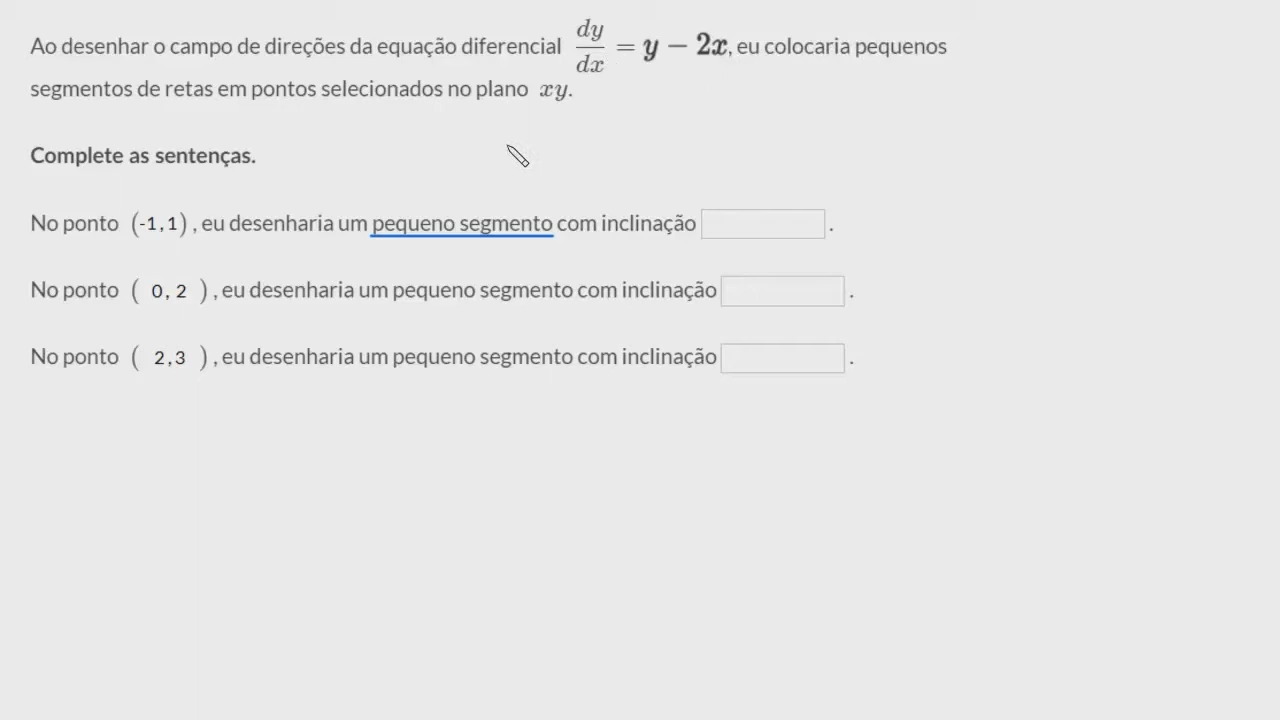 Ao desenhar o campo de direções da equação diferencial dy/dx = y − 2x, eu colocaria pequenos
segmentos de retas em pontos selecionados no plano xy.
Complete as sentenças.
No ponto (-1,1), eu desenharia um pequeno segmento com inclinação .
No ponto ( 0, 2 ), eu desenharia um pequeno segmento com inclinação .
No ponto ( 2,3 ), eu desenharia um pequeno segmento com inclinação .